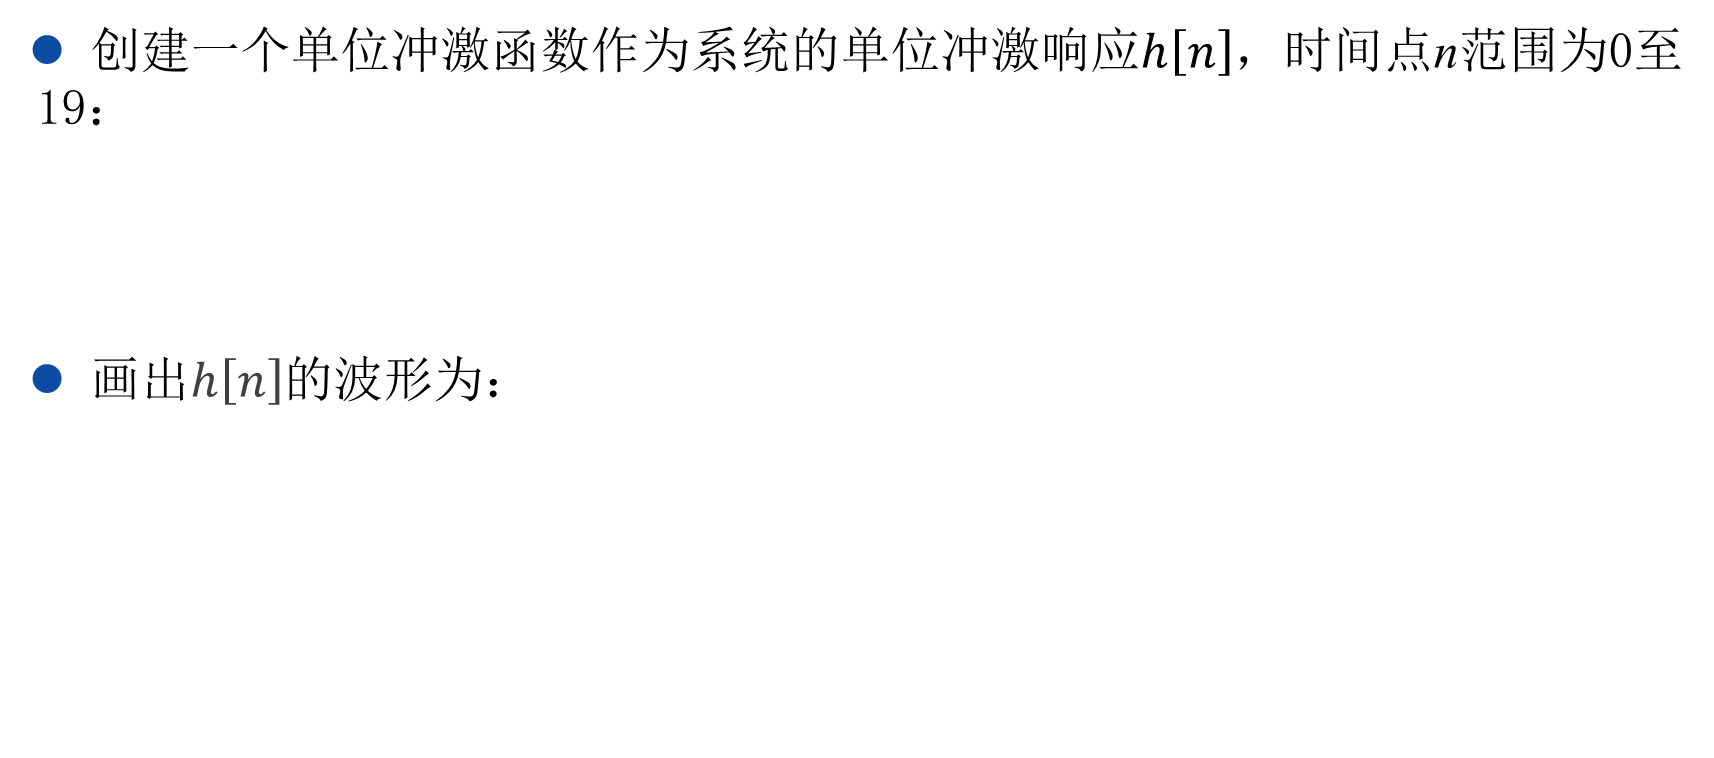 ● 创建一个单位冲激函数作为系统的单位冲激响应h[n]，时间点n范围为0至
19：
● 画出h[n]的波形为：